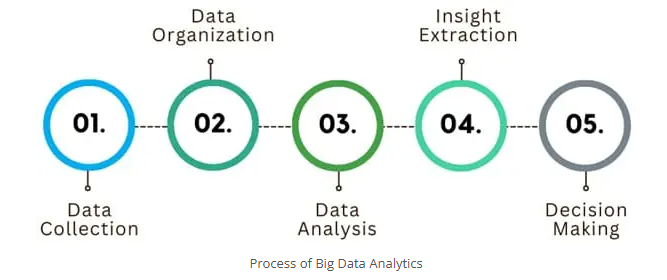 Data
Organization
Insight
Extraction
01.
02.
03.
04.
05.
Data
Collection
Data
Analysis
Decision
Making
Process of Big Data Analytics